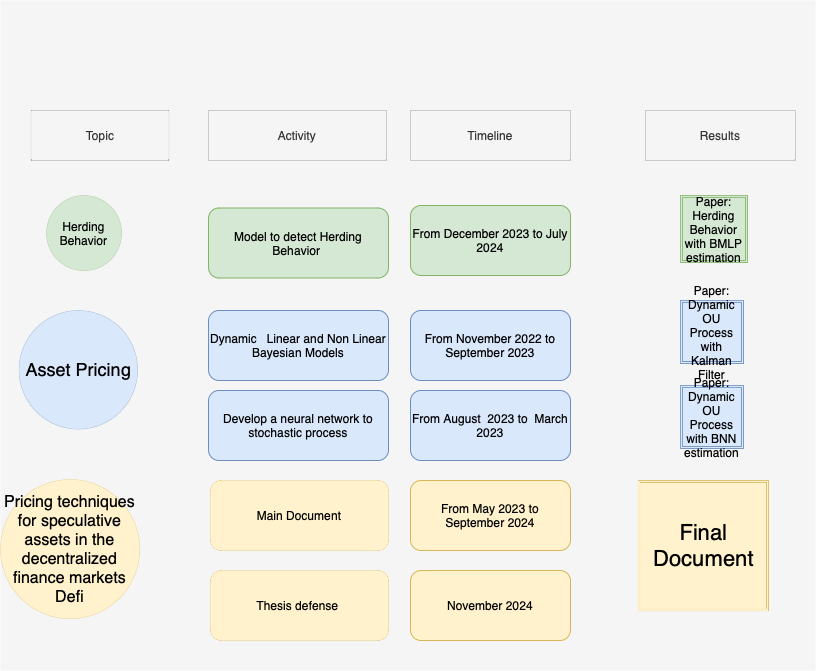 Topic
Activity
Timeline
Results
Herding
Behavior
Model to detect Herding
Behavior
From December 2023 to July
2024
Paper:
Herding
Behavior
with BMLP
estimation
Asset Pricing
Dynamic   Linear and Non Linear
Bayesian Models
From November 2022 to
September 2023
Paper:
Dynamic
OU
Process
with
Kalman
Filter
Develop a neural network to
stochastic process
From August  2023 to  March
2023
Paper:
Dynamic
OU
Process
with BNN
estimation
Pricing techniques
for speculative
assets in the
decentralized
finance markets
Defi
Main Document
From May 2023 to
September 2024
Final
Document
Thesis defense
November 2024